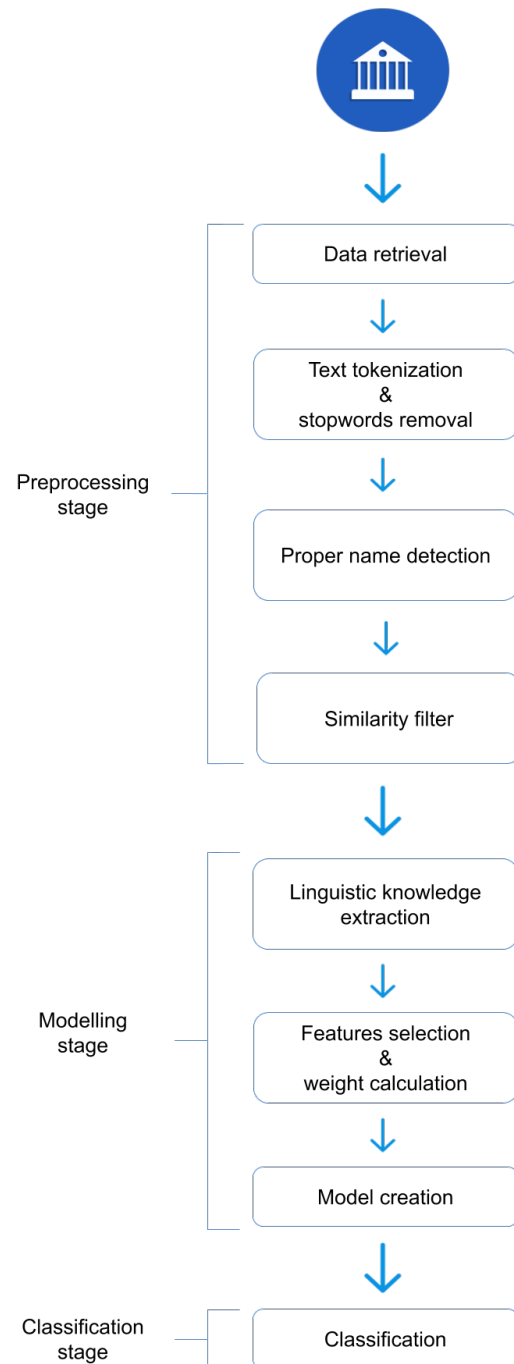 Data retrieval
Text tokenization
&
stopwords removal
Preprocessing
stage
Proper name detection
Similarity filter
Linguistic knowledge
extraction
Modelling
stage
Features selection
&
weight calculation
Model creation
Classification
stage
Classification